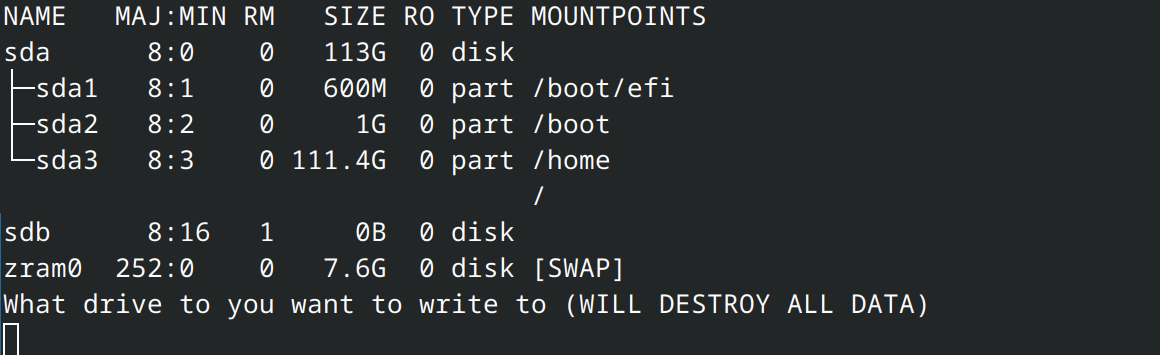 NAME   MAJ:MIN RM   SIZE RO TYPE MOUNTPOINTS
sda      8:0    0   113G  0 disk
├─sda1   8:1    0   600M  0 part /boot/efi
├─sda2   8:2    0     1G  0 part /boot
└─sda3   8:3    0 111.4G  0 part /home
                                  /
sdb      8:16   1     0B  0 disk
zram0  252:0    0   7.6G  0 disk [SWAP]
What drive to you want to write to (WILL DESTROY ALL DATA)